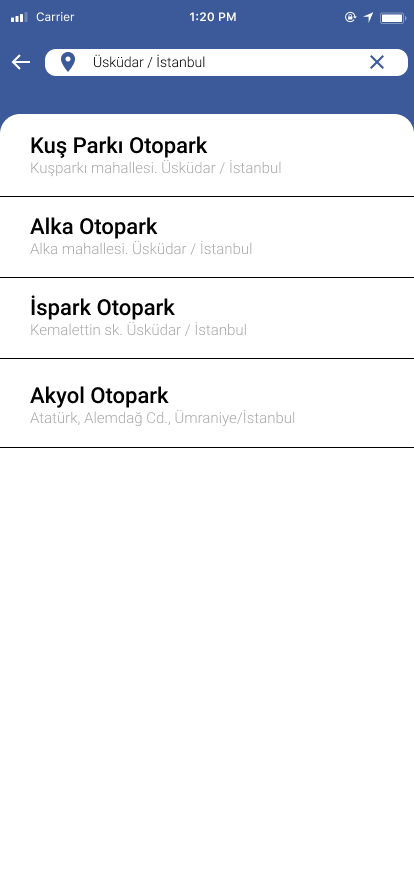 Carrier 1:20 PM
Üsküdar / İstanbul
Kuş Parkı Otopark
Kuşparkı mahallesi. Üsküdar / İstanbul
Alka Otopark
Alka mahallesi. Üsküdar / İstanbul
İspark Otopark
Kemalettin sk. Üsküdar / İstanbul
Akyol Otopark
Atatürk, Alemdağ Cd., Ümraniye/İstanbul